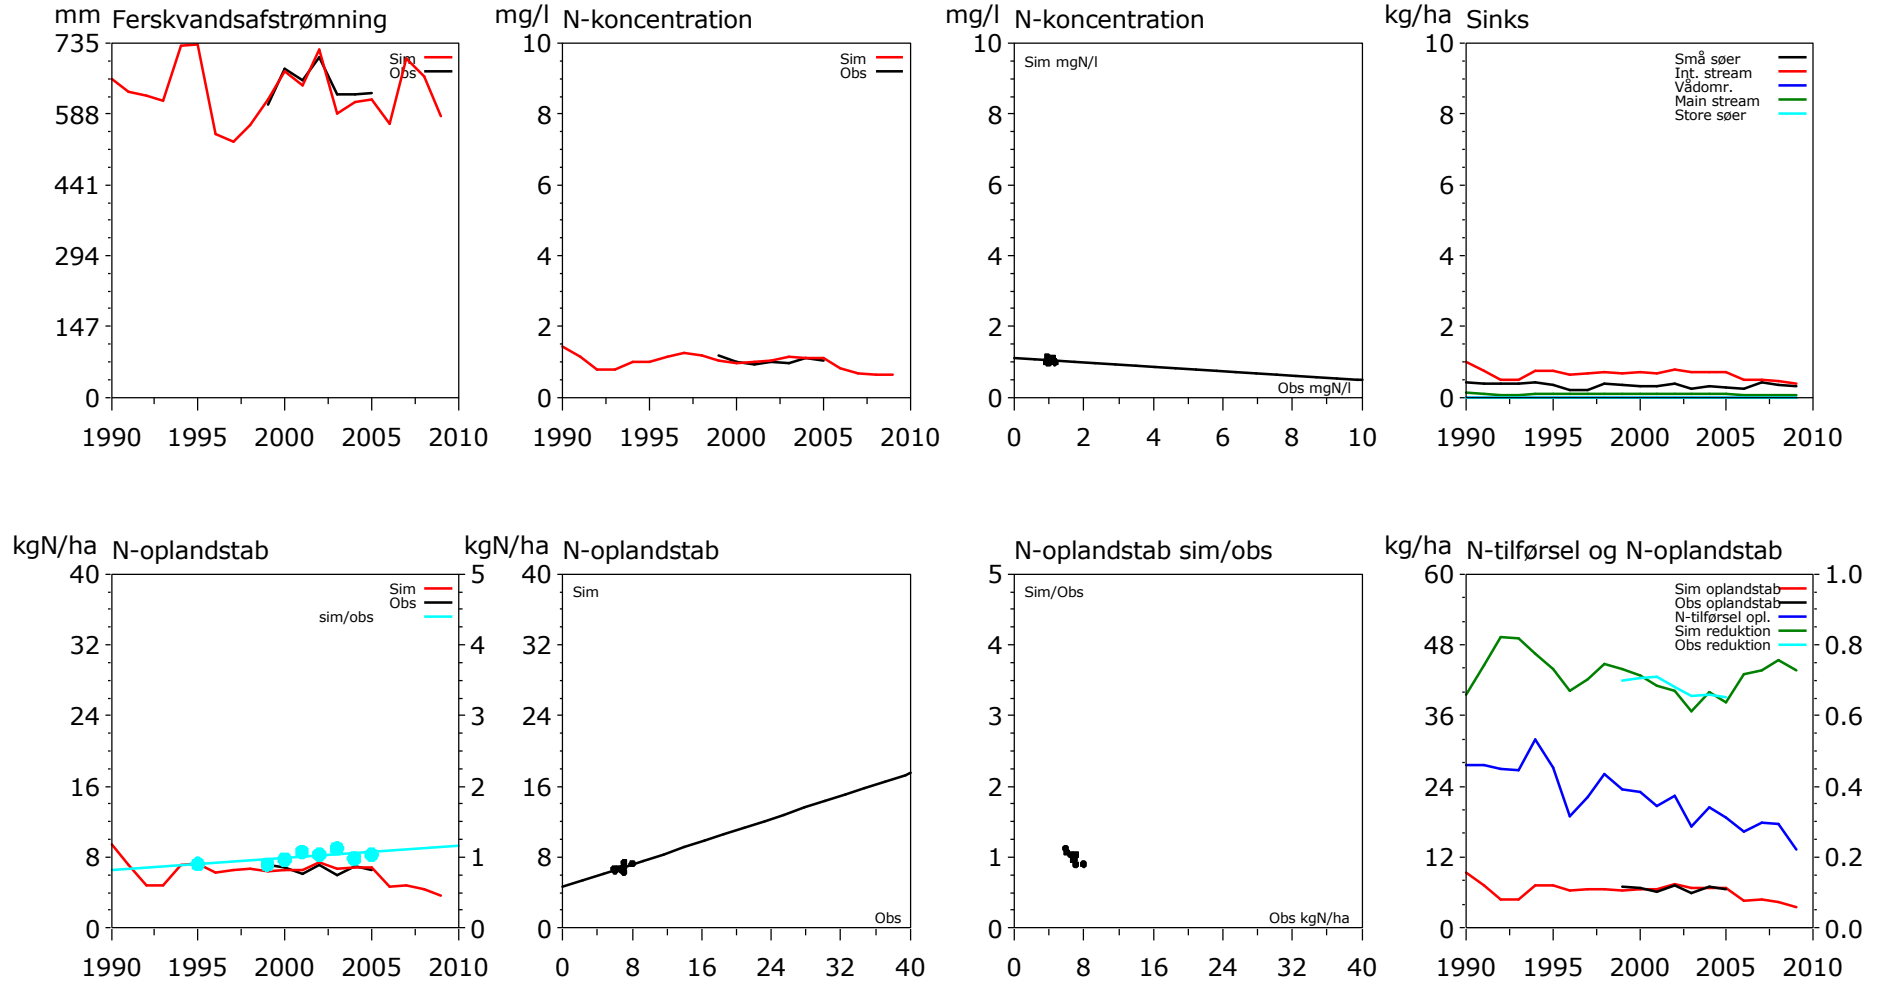 mm Ferskvandsafstrømning
735
588
441
294
147
0
1990 1995 2000 2005 2010
Sim
Obs
mg/l N-koncentration
10
8
6
4
2
0
1990 1995 2000 2005 2010
Sim
Obs
mg/l N-koncentration
10
8
6
4
2
0
0 2 4 6 8 10
Sim mgN/l
Obs mgN/l
kg/ha Sinks
10
8
6
4
2
0
1990 1995 2000 2005 2010
Små søer
Int. stream
Vådomr.
Main stream
Store søer
kgN/ha N-oplandstab
40
32
24
16
8
0
5
4
3
2
1
0
1990 1995 2000 2005 2010
Sim
Obs
sim/obs
kgN/ha N-oplandstab
40
32
24
16
8
0
0 8 16 24 32 40
Sim
Obs
N-oplandstab sim/obs
5
4
3
2
1
0
0 8 16 24 32 40
Sim/Obs
Obs kgN/ha
kg/ha N-tilførsel og N-oplandstab
60
48
36
24
12
0
1.0
0.8
0.6
0.4
0.2
0.0
1990 1995 2000 2005 2010
Sim oplandstab
Obs oplandstab
N-tilførsel opl.
Sim reduktion
Obs reduktion